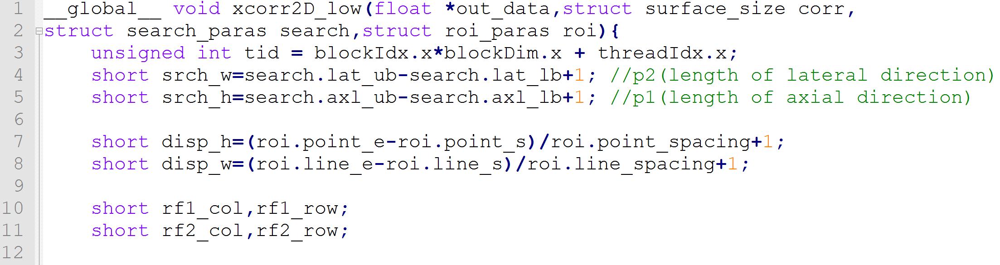 1 __global__ void xcorr2D_low(float *out_data,struct surface_size corr,
2 struct search_paras search,struct roi_paras roi){
3     unsigned int tid = blockIdx.x*blockDim.x + threadIdx.x;
4     short srch_w=search.lat_ub-search.lat_lb+1; //p2(length of lateral direction)
5     short srch_h=search.axl_ub-search.axl_lb+1; //p1(length of axial direction)
6
7     short disp_h=(roi.point_e-roi.point_s)/roi.point_spacing+1;
8     short disp_w=(roi.line_e-roi.line_s)/roi.line_spacing+1;
9
10     short rf1_col,rf1_row;
11     short rf2_col,rf2_row;
12